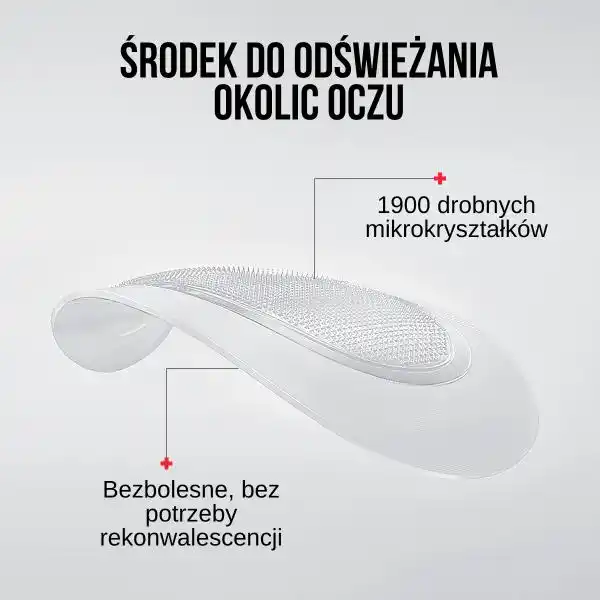 ŚRODEK DO ODŚWIEŻANIA
OKOLIC OCZU
1900 drobnych
mikrokryształków
Bezbolesne, bez
potrzeby
rekonwalescencji